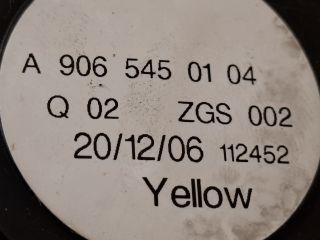 A 906 545 01 04
Q 02 ZGS 002
20/12/06 112452
Yellow